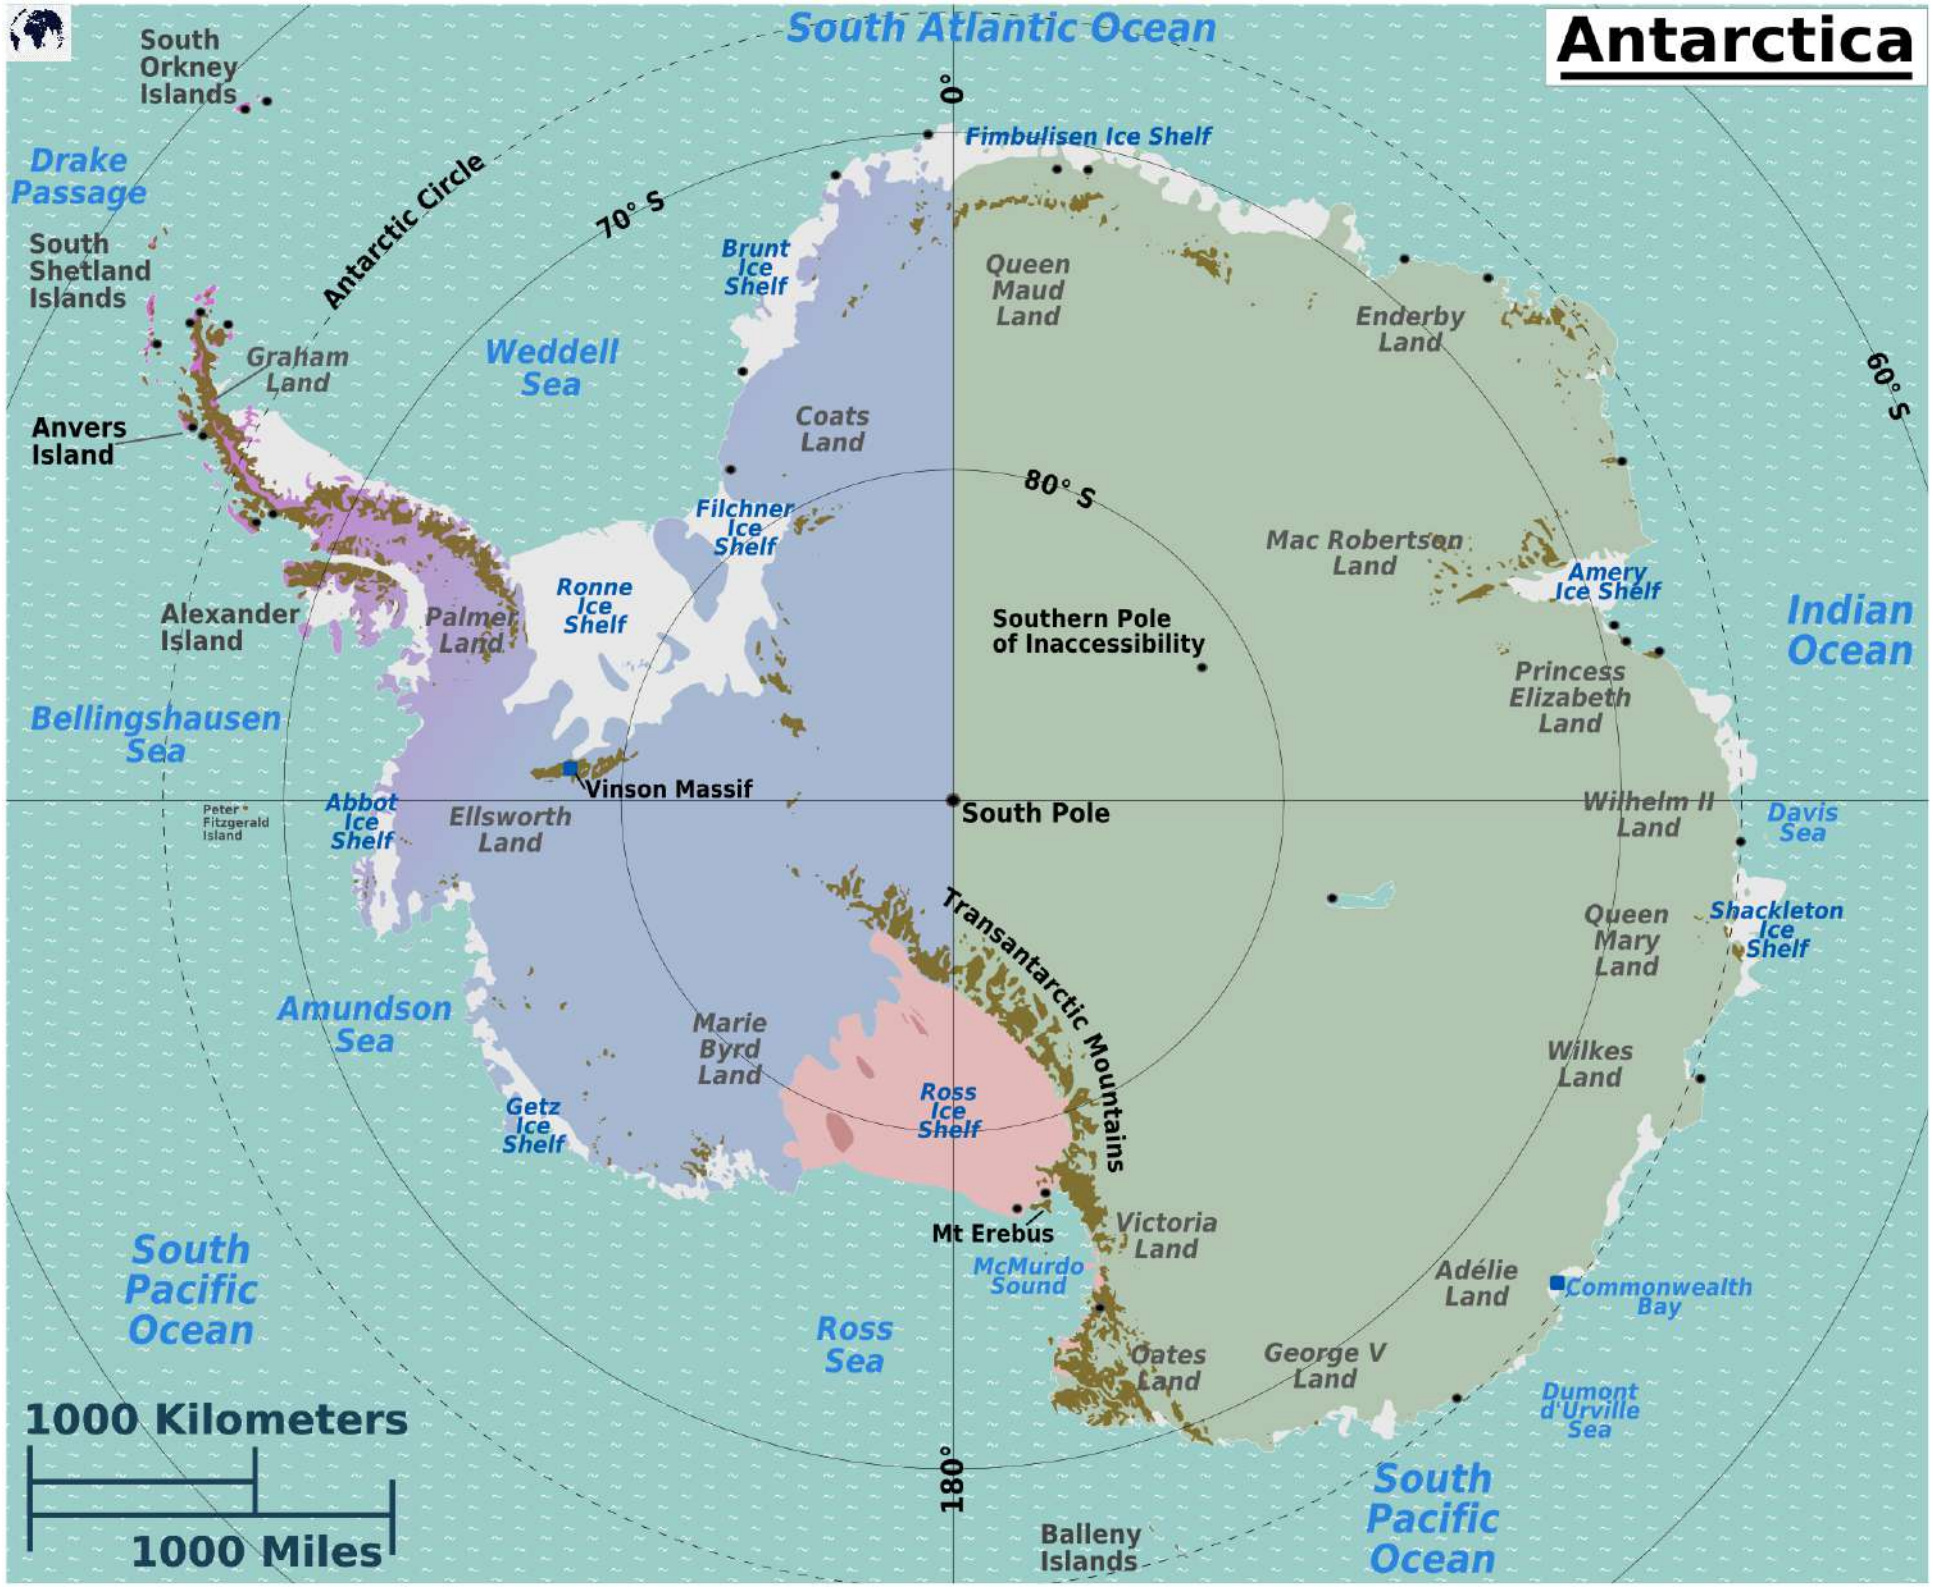 South Atlantic Ocean
Antarctica
South
Orkney
Islands
0°
Fimbulisen Ice Shelf
Drake
Passage
Antarctic Circle
70° S
South
Shetland
Islands
Brunt
Ice
Shelf
Queen
Maud
Land
Enderby
Land
Graham
Land
Weddell
Sea
60° S
Anvers
Island
Coats
Land
80° S
Filchner
Ice
Shelf
Mac Robertson
Land
Amery
Ice Shelf
Ronne
Ice
Shelf
Alexander
Island
Palmer
Land
Southern Pole
of Inaccessibility
Indian
Ocean
Princess
Elizabeth
Land
Bellingshausen
Sea
Vinson Massif
Peter
Fitzgerald
Island
Abbot
Ice
Shelf
Ellsworth
Land
South Pole
Wilhelm II
Land
Davis
Sea
Transantarctic Mountains
Queen
Mary
Land
Shackleton
Ice
Shelf
Amundson
Sea
Marie
Byrd
Land
Wilkes
Land
Getz
Ice
Shelf
Ross
Ice
Shelf
Mt Erebus
Victoria
Land
McMurdo
Sound
South
Pacific
Ocean
Adélie
Land
Commonwealth
Bay
Ross
Sea
Oates
Land
George V
Land
Dumont
d'Urville
Sea
1000 Kilometers
1000 Miles
180°
South
Pacific
Ocean
Balleny
Islands